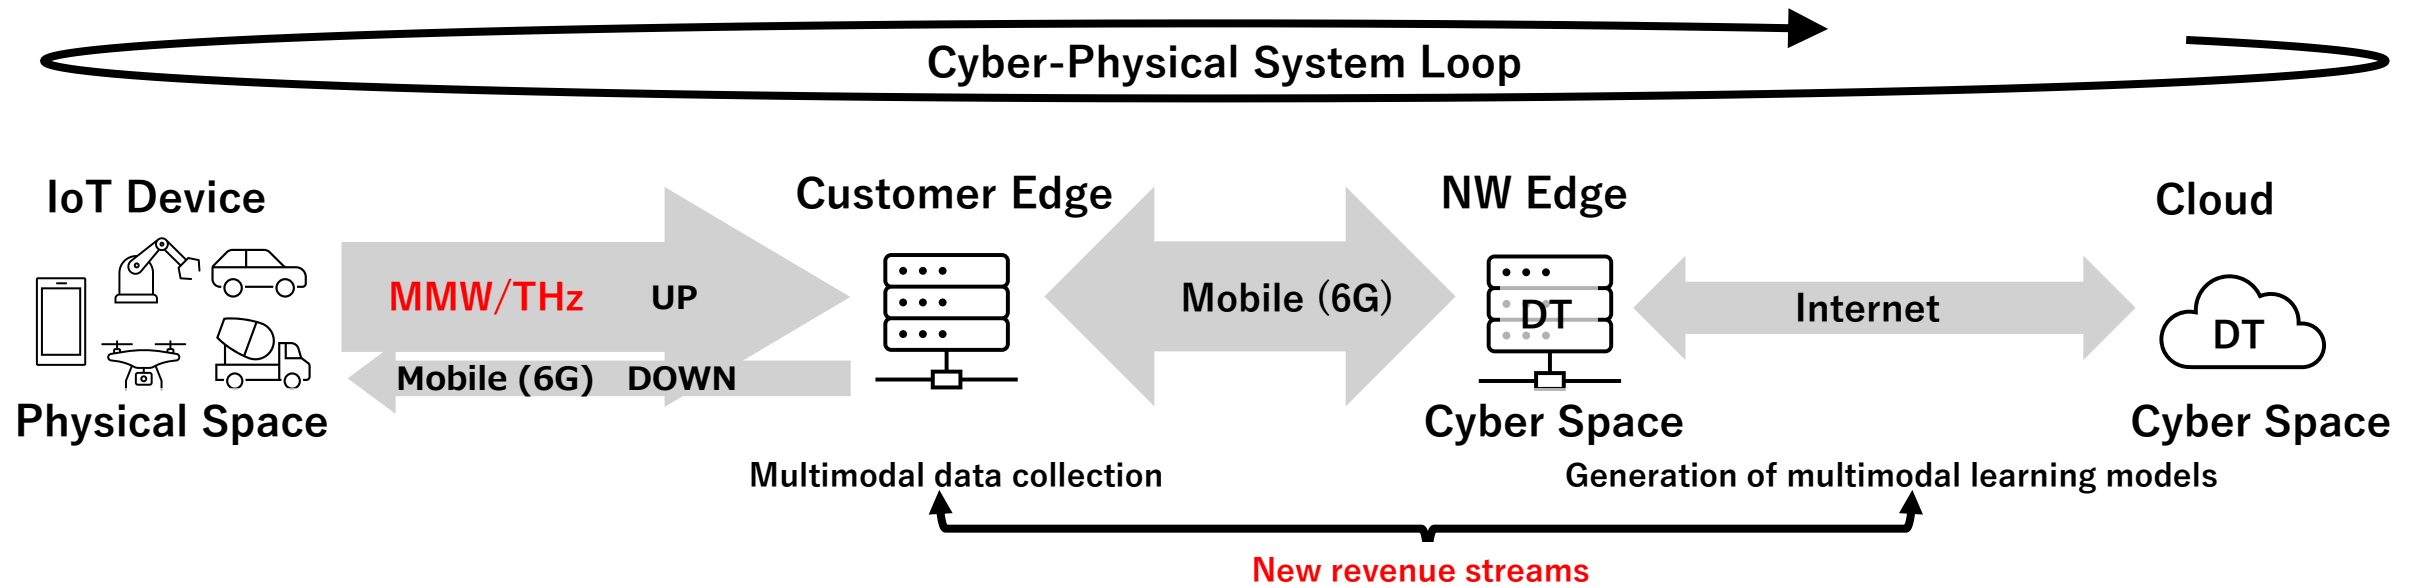 Cyber-Physical System Loop
IoT Device
Customer Edge
NW Edge
Cloud
MMW/THz UP
Mobile (6G)
DT
Internet
DT
Mobile (6G) DOWN
Physical Space
Cyber Space
Cyber Space
Multimodal data collection
Generation of multimodal learning models
New revenue streams